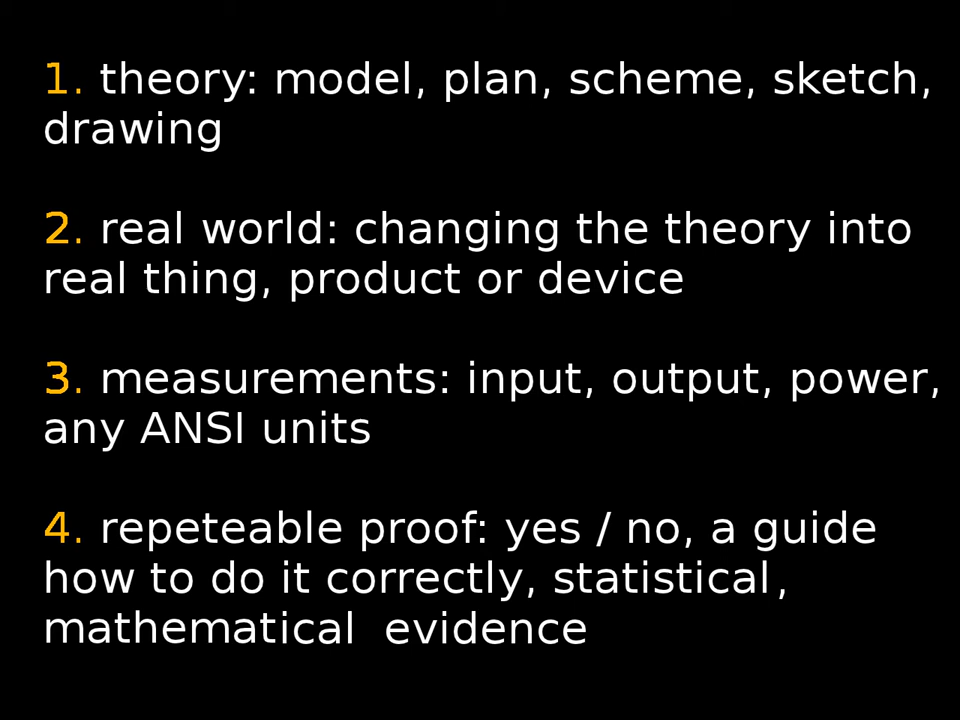 1. theory: model, plan, scheme, sketch,
drawing
2. real world: changing the theory into
real thing, product or device
3. measurements: input, output, power,
any ANSI units
4. repeteable proof: yes / no, a guide
how to do it correctly, statistical,
mathematical evidence